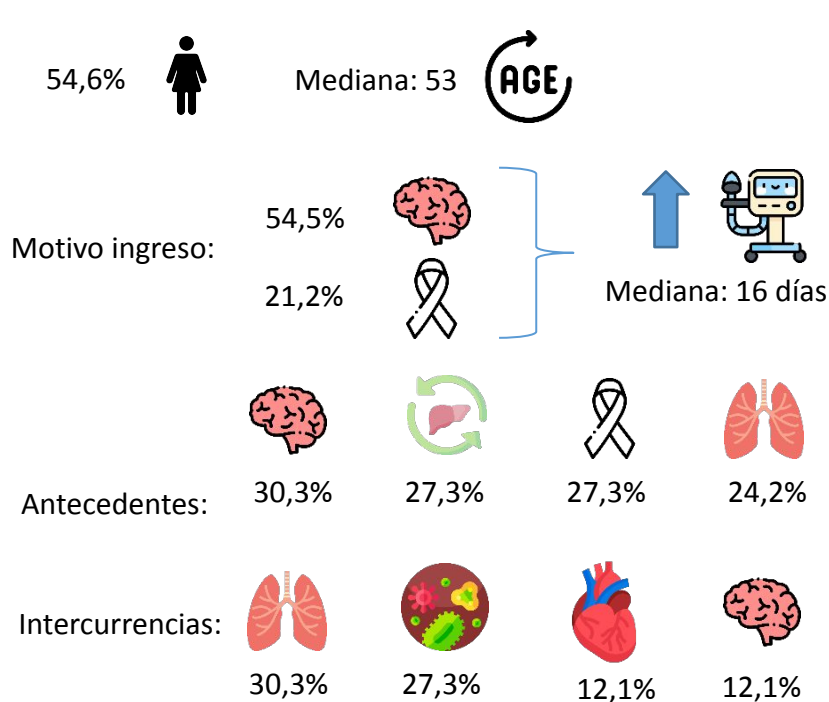 54,6%
Mediana: 53
AGE
Motivo ingreso:
54,5%
21,2%
Mediana: 16 días
Antecedentes:
30,3%
27,3%
27,3%
24,2%
Intercurrencias:
30,3%
27,3%
12,1%
12,1%